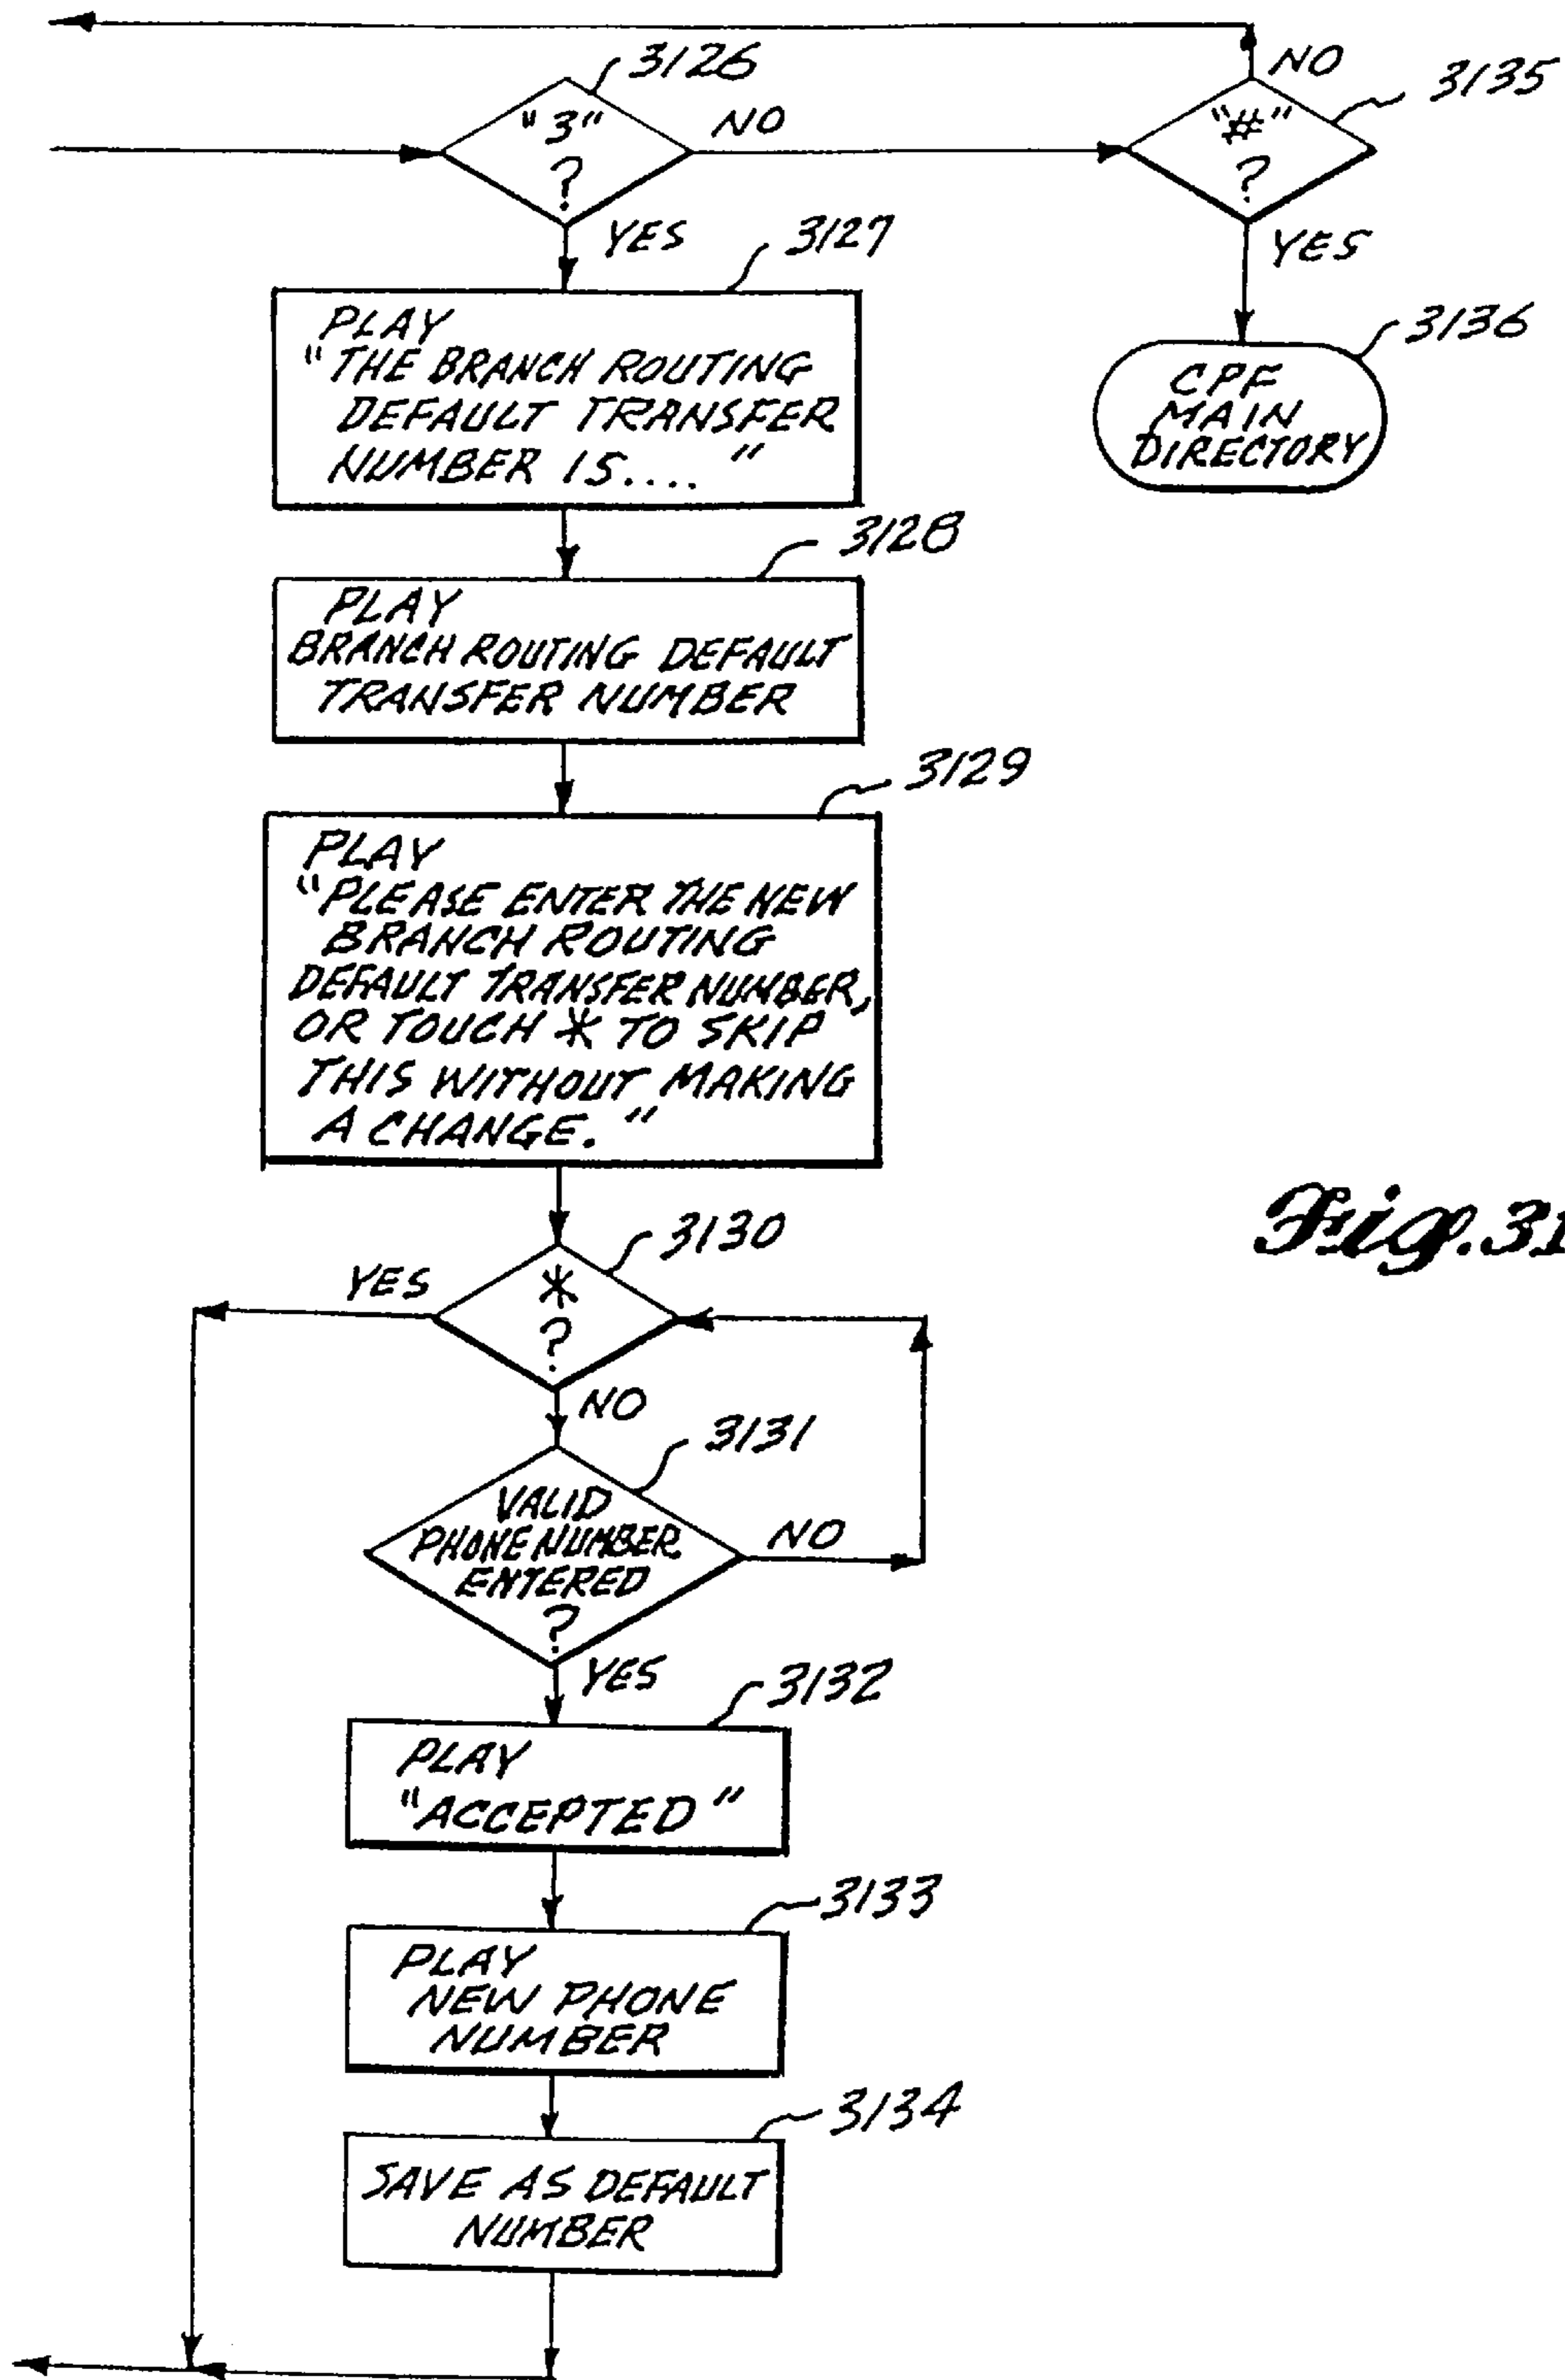 3126
"3"
?
NO
NO
3135
"#"
?
YES
3127
YES
3136
PLAY
"THE BRANCH ROUTING
DEFAULT TRANSFER
NUMBER IS...."
CPF
MAIN
DIRECTORY
3128
PLAY
BRANCH ROUTING DEFAULT
TRANSFER NUMBER
3129
PLAY
"PLEASE ENTER THE NEW
BRANCH ROUTING
DEFAULT TRANSFER NUMBER,
OR TOUCH * TO SKIP
THIS WITHOUT MAKING
A CHANGE."
Fig.31
3130
YES
*
?
NO
3131
VALID
PHONE NUMBER
ENTERED
?
NO
YES
3132
PLAY
"ACCEPTED"
3133
PLAY
NEW PHONE
NUMBER
3134
SAVE AS DEFAULT
NUMBER